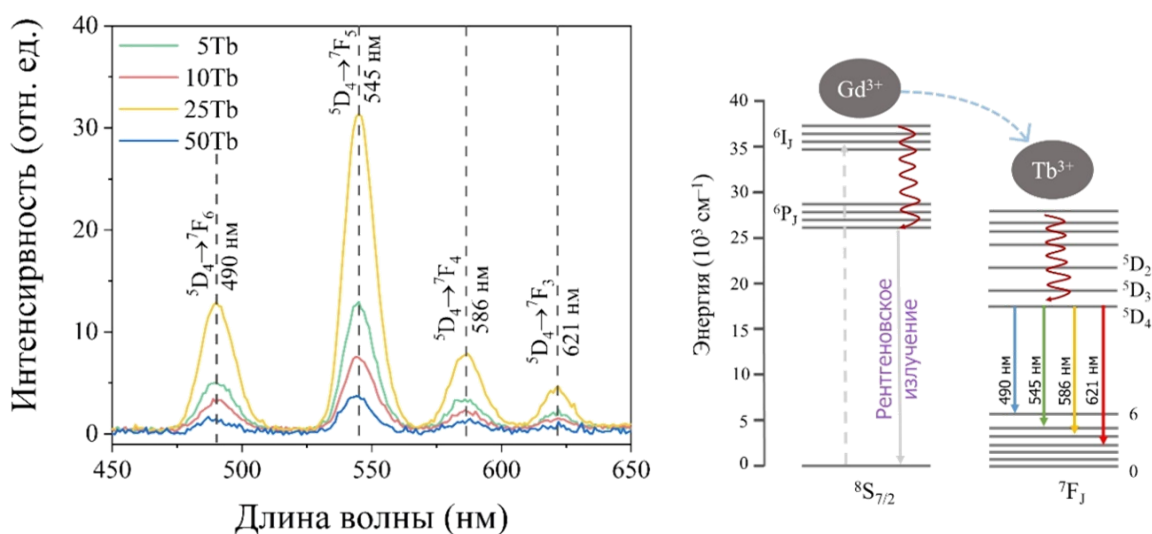 Интенсирвность (отн. ед.)
40
30
20
10
0
5Tb
10Tb
25Tb
50Tb
⁵D₄→⁷F₆
490 нм
⁵D₄→⁷F₅
545 нм
⁵D₄→⁷F₄
586 нм
⁵D₄→⁷F₃
621 нм
450
500
550
600
650
Длина волны (нм)
Энергия (10³ см⁻¹)
40
35
30
25
20
15
10
5
0
Gd³⁺
⁶I_J
⁶P_J
Рентгеновское
излучение
⁸S₇/₂
Tb³⁺
⁵D₂
⁵D₃
⁵D₄
490 нм
545 нм
586 нм
621 нм
6
0
⁷F_J